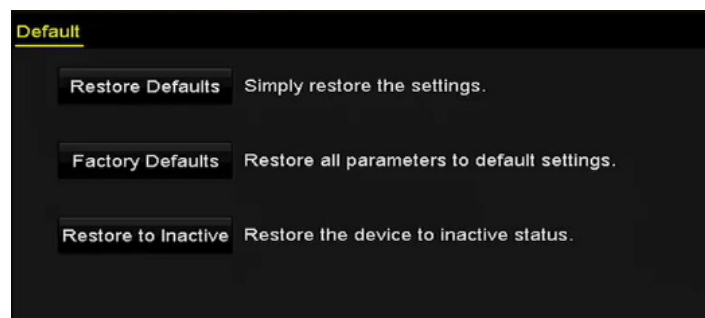 Default
Restore Defaults Simply restore the settings.
Factory Defaults Restore all parameters to default settings.
Restore to Inactive Restore the device to inactive status.